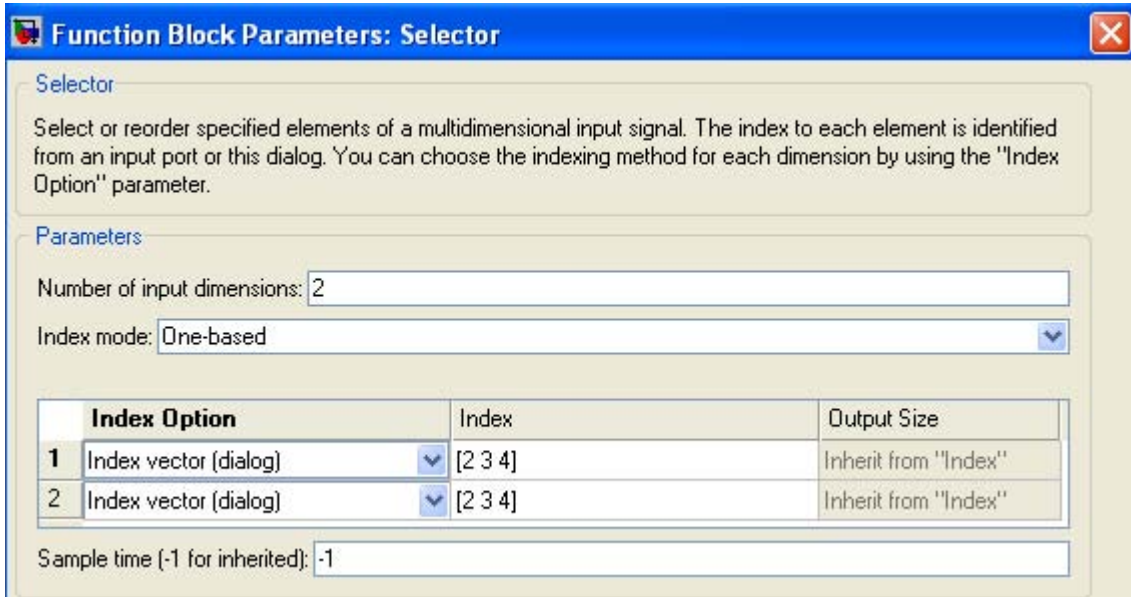 Function Block Parameters: Selector
Selector
Select or reorder specified elements of a multidimensional input signal. The index to each element is identified
from an input port or this dialog. You can choose the indexing method for each dimension by using the "Index
Option" parameter.
Parameters
Number of input dimensions: 2
Index mode: One-based
Index Option Index Output Size
1 Index vector (dialog) [2 3 4] Inherit from "Index"
2 Index vector (dialog) [2 3 4] Inherit from "Index"
Sample time (-1 for inherited): -1